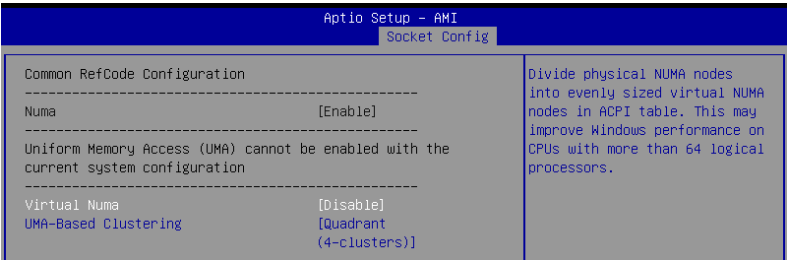 Aptio Setup – AMI
Socket Config
Common RefCode Configuration
Numa [Enable]
Uniform Memory Access (UMA) cannot be enabled with the
current system configuration
Virtual Numa [Disable]
UMA-Based Clustering [Quadrant
(4-clusters)]
Divide physical NUMA nodes
into evenly sized virtual NUMA
nodes in ACPI table. This may
improve Windows performance on
CPUs with more than 64 logical
processors.